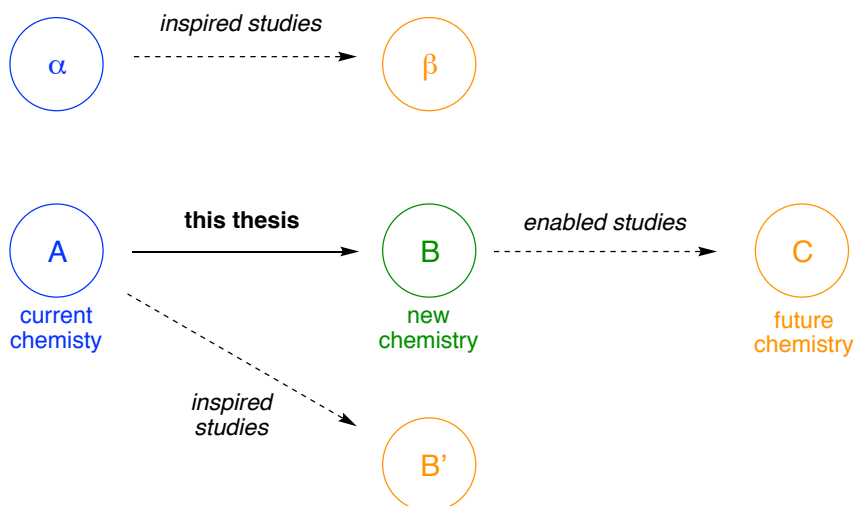 inspired studies
α
β
this thesis
enabled studies
A
B
C
current
chemisty
new
chemistry
future
chemistry
inspired
studies
B’